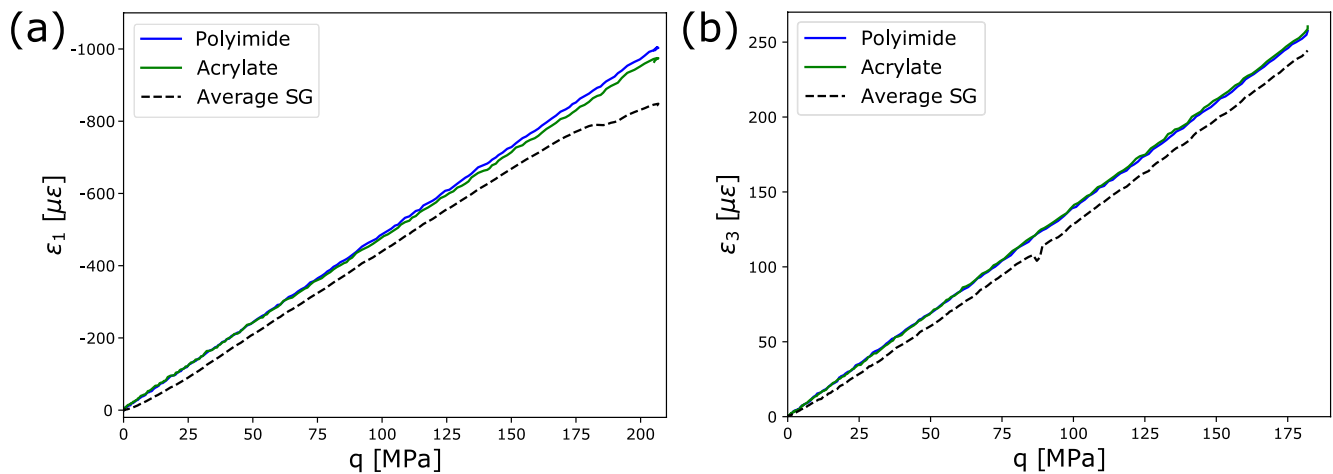 (a)
Polyimide
Acrylate
Average SG
-1000
-800
-600
-400
-200
0
ε₁ [με]
0 25 50 75 100 125 150 175 200
q [MPa]
(b)
Polyimide
Acrylate
Average SG
250
200
150
100
50
0
ε₃ [με]
0 25 50 75 100 125 150 175
q [MPa]